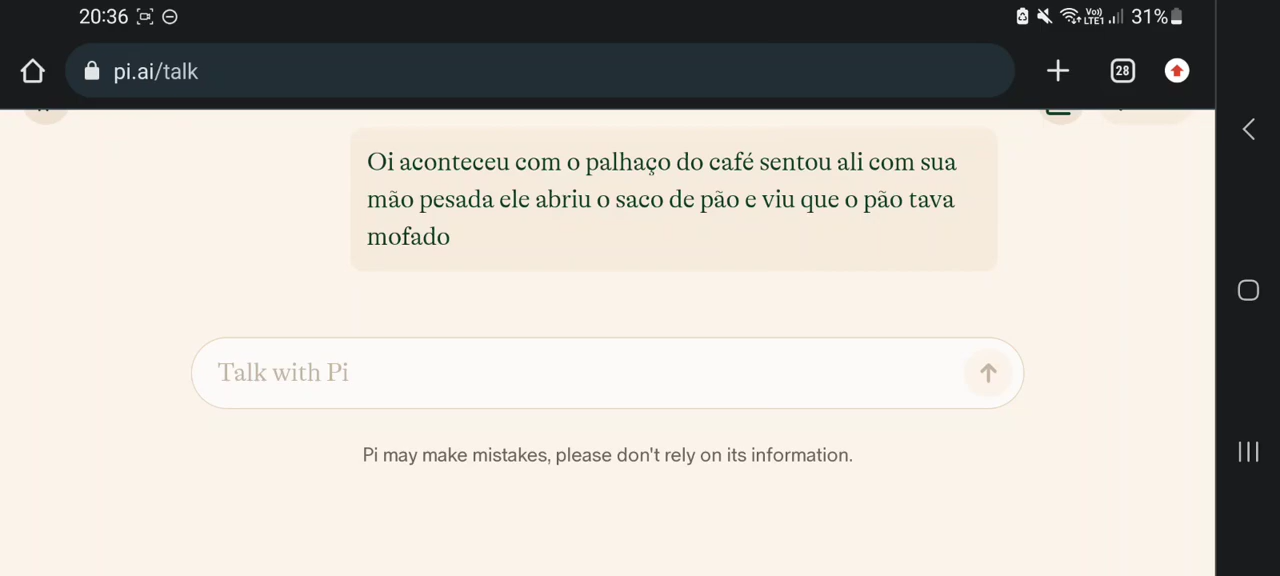 20:36 Vo) LTE1 31%
pi.ai/talk 28
Oi aconteceu com o palhaço do café sentou ali com sua
mão pesada ele abriu o saco de pão e viu que o pão tava
mofado
Talk with Pi
Pi may make mistakes, please don't rely on its information.